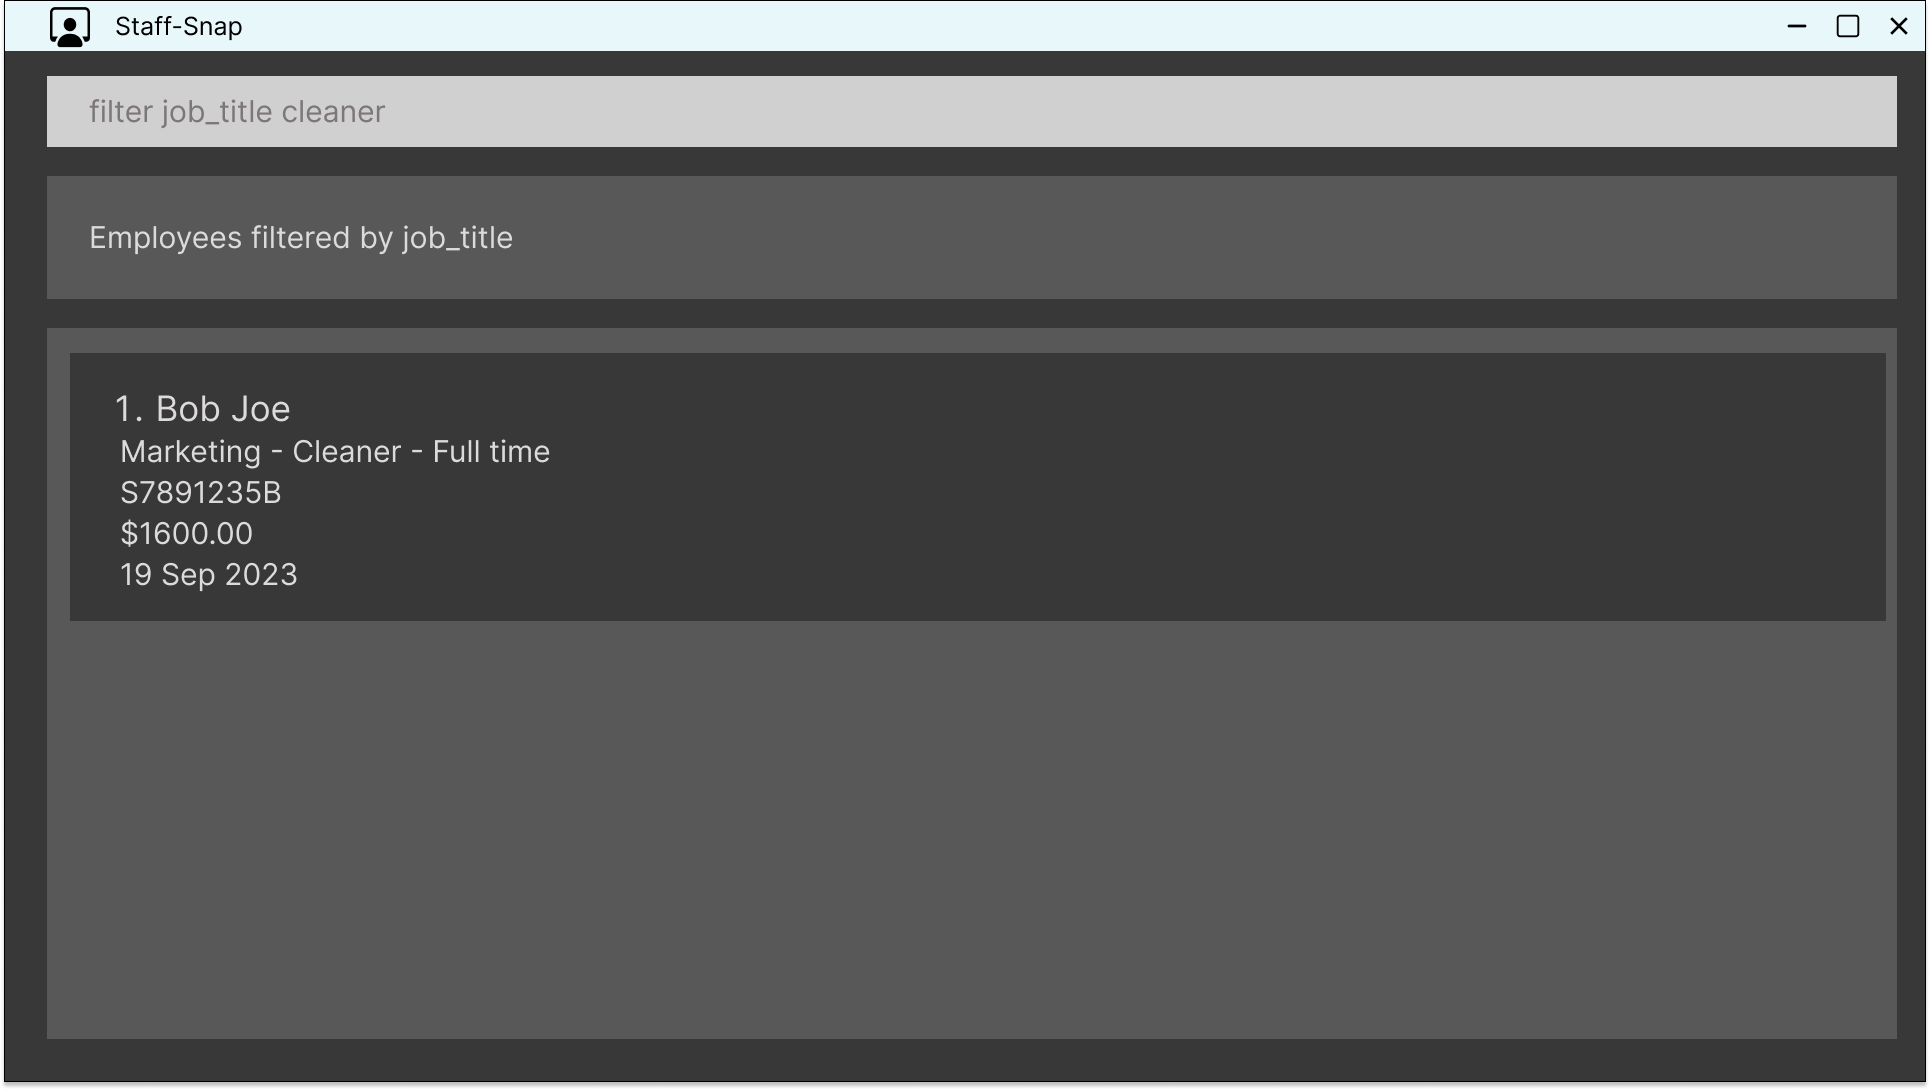 Staff-Snap
filter job_title cleaner
Employees filtered by job_title
1. Bob Joe
Marketing - Cleaner - Full time
S7891235B
$1600.00
19 Sep 2023